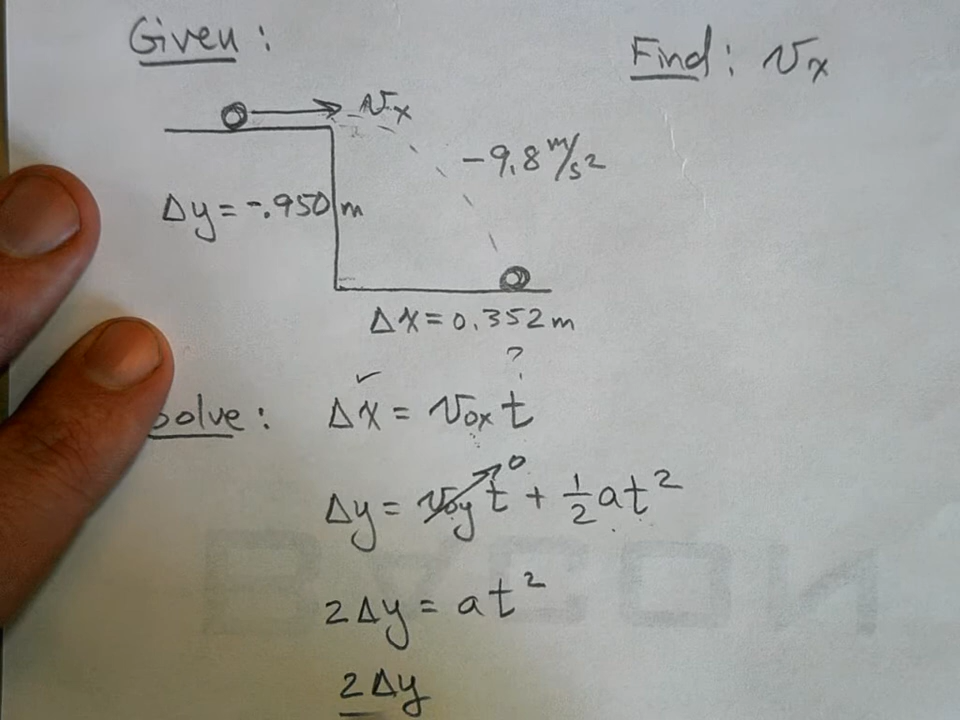 Given:
Find: vx
vx
-9.8 m/s2
Δy = -.950 m
Δx = 0.352 m
?
✓
solve: Δx = v0x t
0
Δy = v0y t + 1/2 at2
2Δy = at2
2Δy